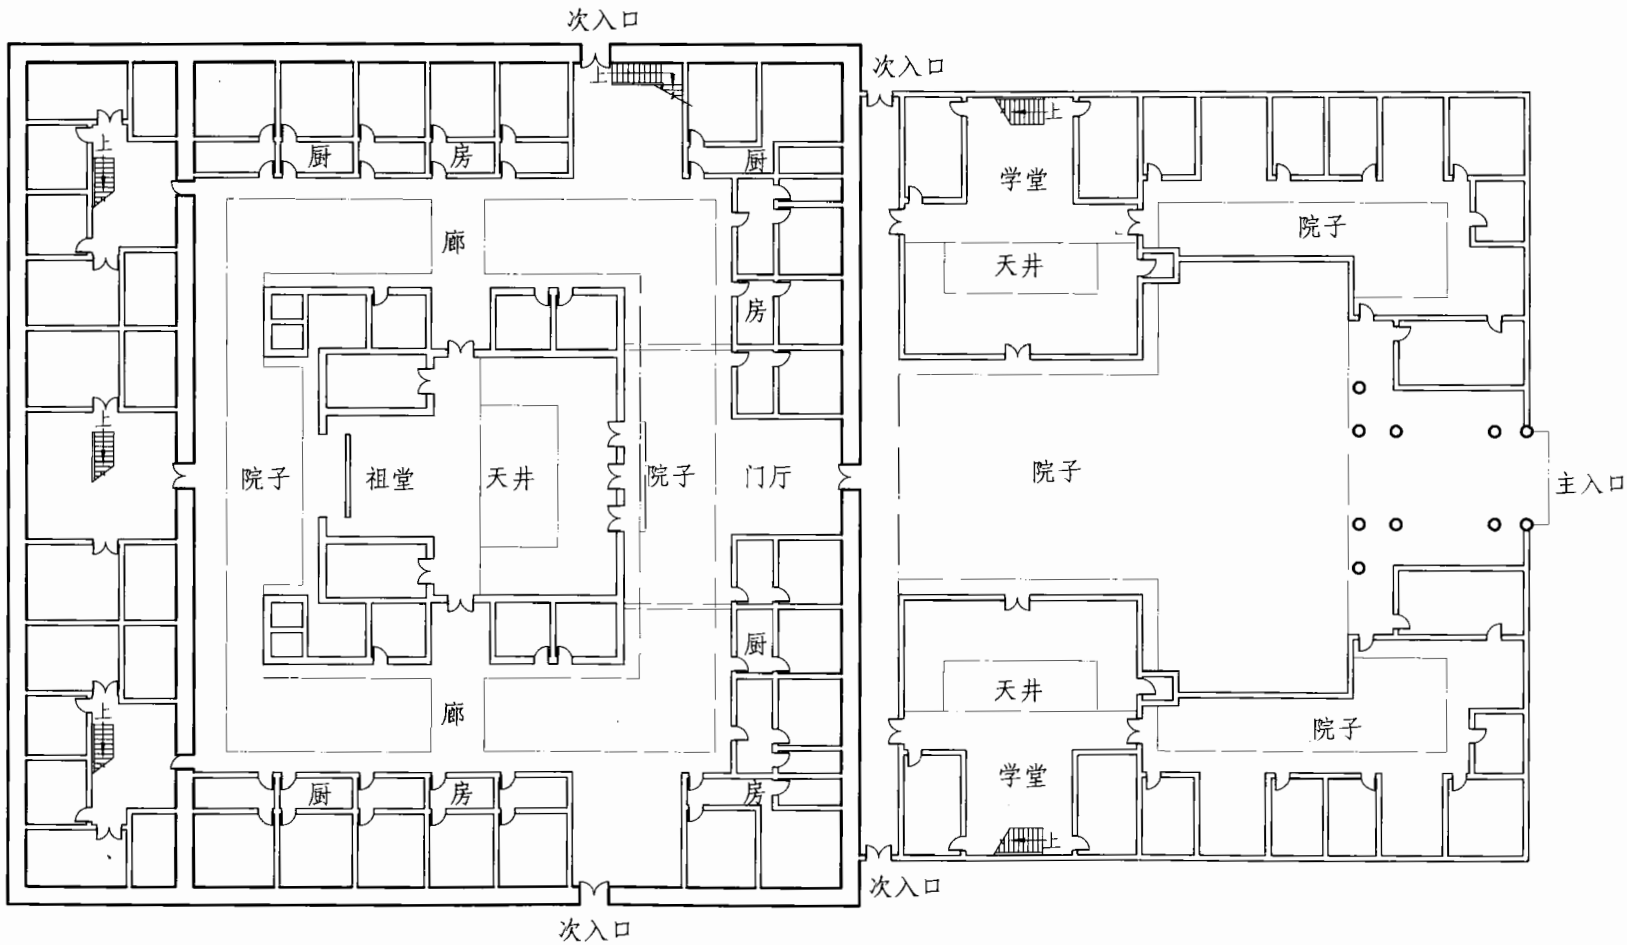 次入口
次入口
上
上
上
厨
房
厨
学堂
院子
廊
天井
房
上
院子
祖堂
天井
院子
门厅
院子
主入口
厨
天井
上
廊
院子
学堂
厨
房
房
上
次入口
次入口